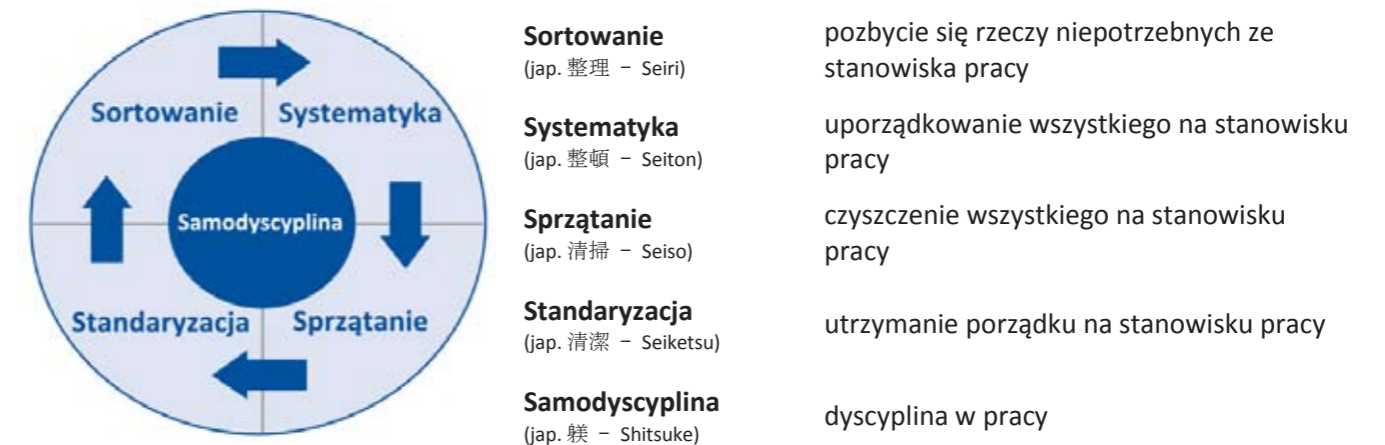 Sortowanie Systematyka
Samodyscyplina
Standaryzacja Sprzątanie
Sortowanie
(jap. 整理 – Seiri)
pozbycie się rzeczy niepotrzebnych ze
stanowiska pracy
Systematyka
(jap. 整頓 – Seiton)
uporządkowanie wszystkiego na stanowisku
pracy
Sprzątanie
(jap. 清掃 – Seiso)
czyszczenie wszystkiego na stanowisku
pracy
Standaryzacja
(jap. 清潔 – Seiketsu)
utrzymanie porządku na stanowisku pracy
Samodyscyplina
(jap. 躾 – Shitsuke)
dyscyplina w pracy